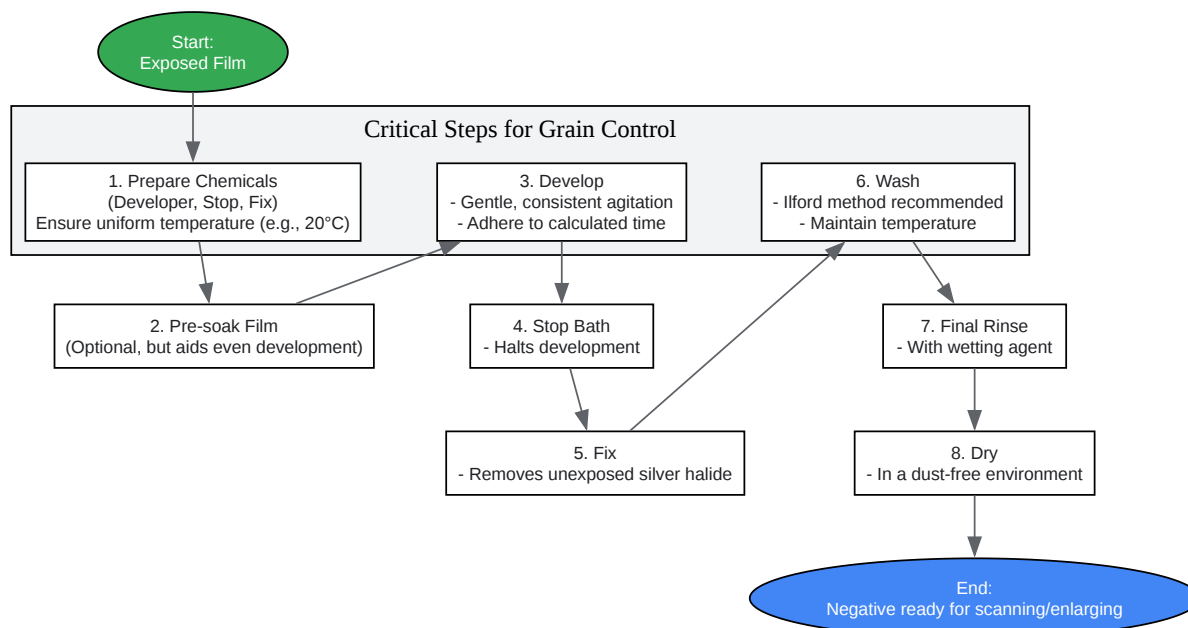 Start:
Exposed Film
Critical Steps for Grain Control
1. Prepare Chemicals
(Developer, Stop, Fix)
Ensure uniform temperature (e.g., 20°C)
2. Pre-soak Film
(Optional, but aids even development)
3. Develop
- Gentle, consistent agitation
- Adhere to calculated time
4. Stop Bath
- Halts development
5. Fix
- Removes unexposed silver halide
6. Wash
- Ilford method recommended
- Maintain temperature
7. Final Rinse
- With wetting agent
8. Dry
- In a dust-free environment
End:
Negative ready for scanning/enlarging